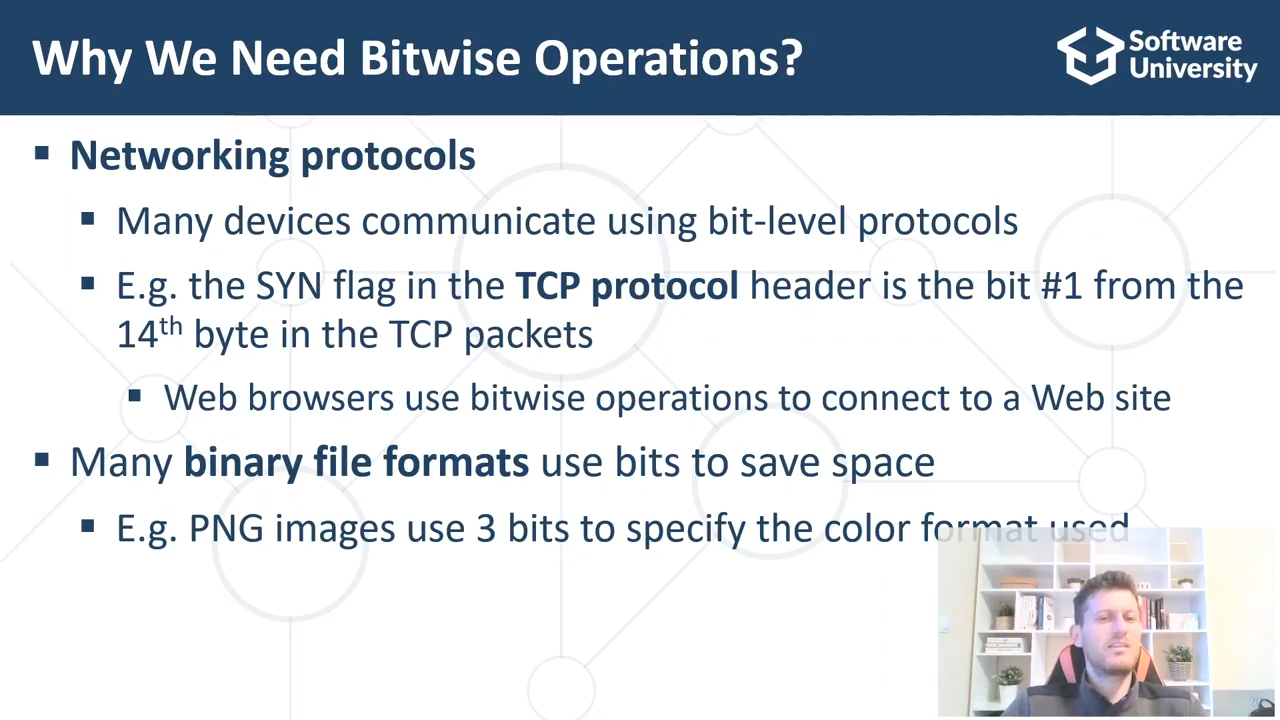 Why We Need Bitwise Operations?
Software
University
▪ Networking protocols
▪ Many devices communicate using bit-level protocols
▪ E.g. the SYN flag in the TCP protocol header is the bit #1 from the
14th byte in the TCP packets
▪ Web browsers use bitwise operations to connect to a Web site
▪ Many binary file formats use bits to save space
▪ E.g. PNG images use 3 bits to specify the color format used